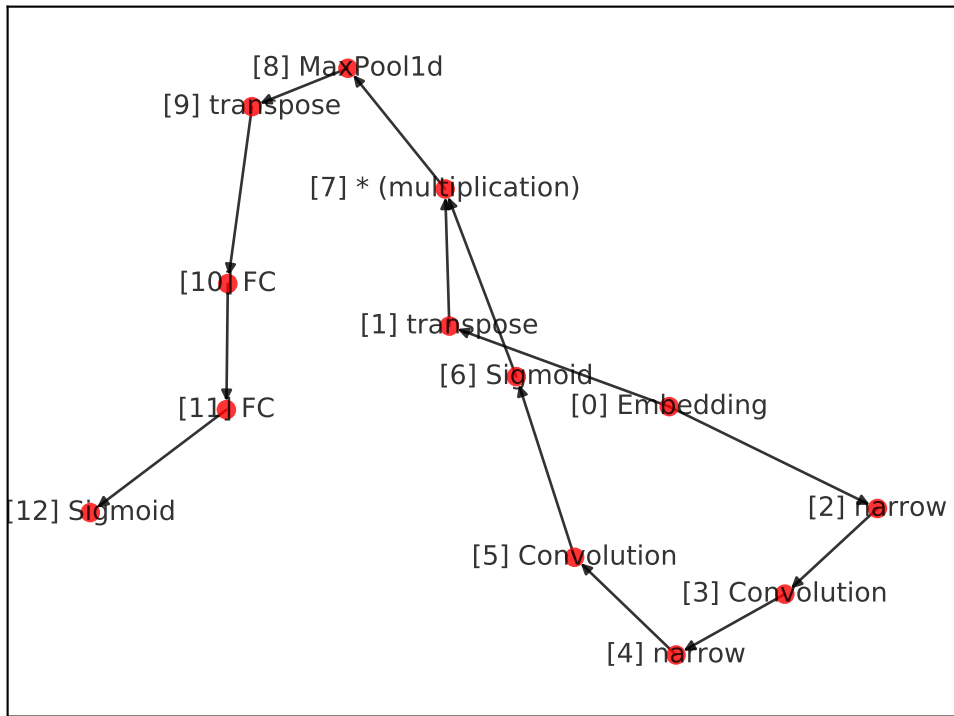 [8] MaxPool1d
[9] transpose
[7] * (multiplication)
[10] FC
[1] transpose
[6] Sigmoid
[0] Embedding
[11] FC
[12] Sigmoid
[2] narrow
[5] Convolution
[3] Convolution
[4] narrow